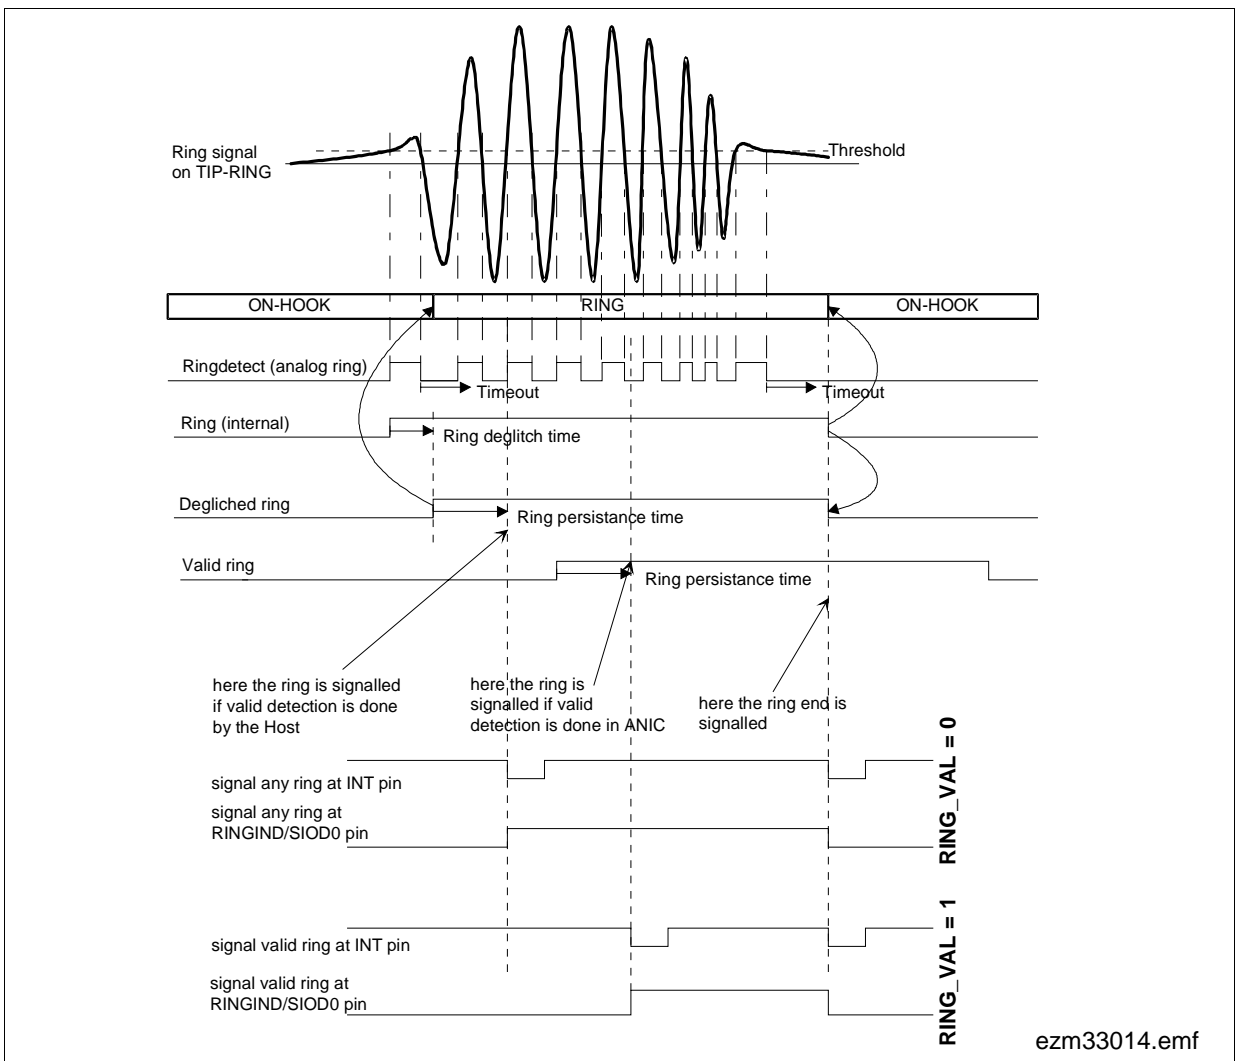 Ring signal
on TIP-RING
Threshold
ON-HOOK
RING
ON-HOOK
Ringdetect (analog ring)
Timeout
Timeout
Ring (internal)
Ring deglitch time
Degliched ring
Ring persistance time
Valid ring
Ring persistance time
here the ring is signalled
if valid detection is done
by the Host
here the ring is
signalled if valid
detection is done in ANIC
here the ring end is
signalled
signal any ring at INT pin
signal any ring at
RINGIND/SIOD0 pin
RING_VAL = 0
signal valid ring at INT pin
signal valid ring at
RINGIND/SIOD0 pin
RING_VAL = 1
ezm33014.emf